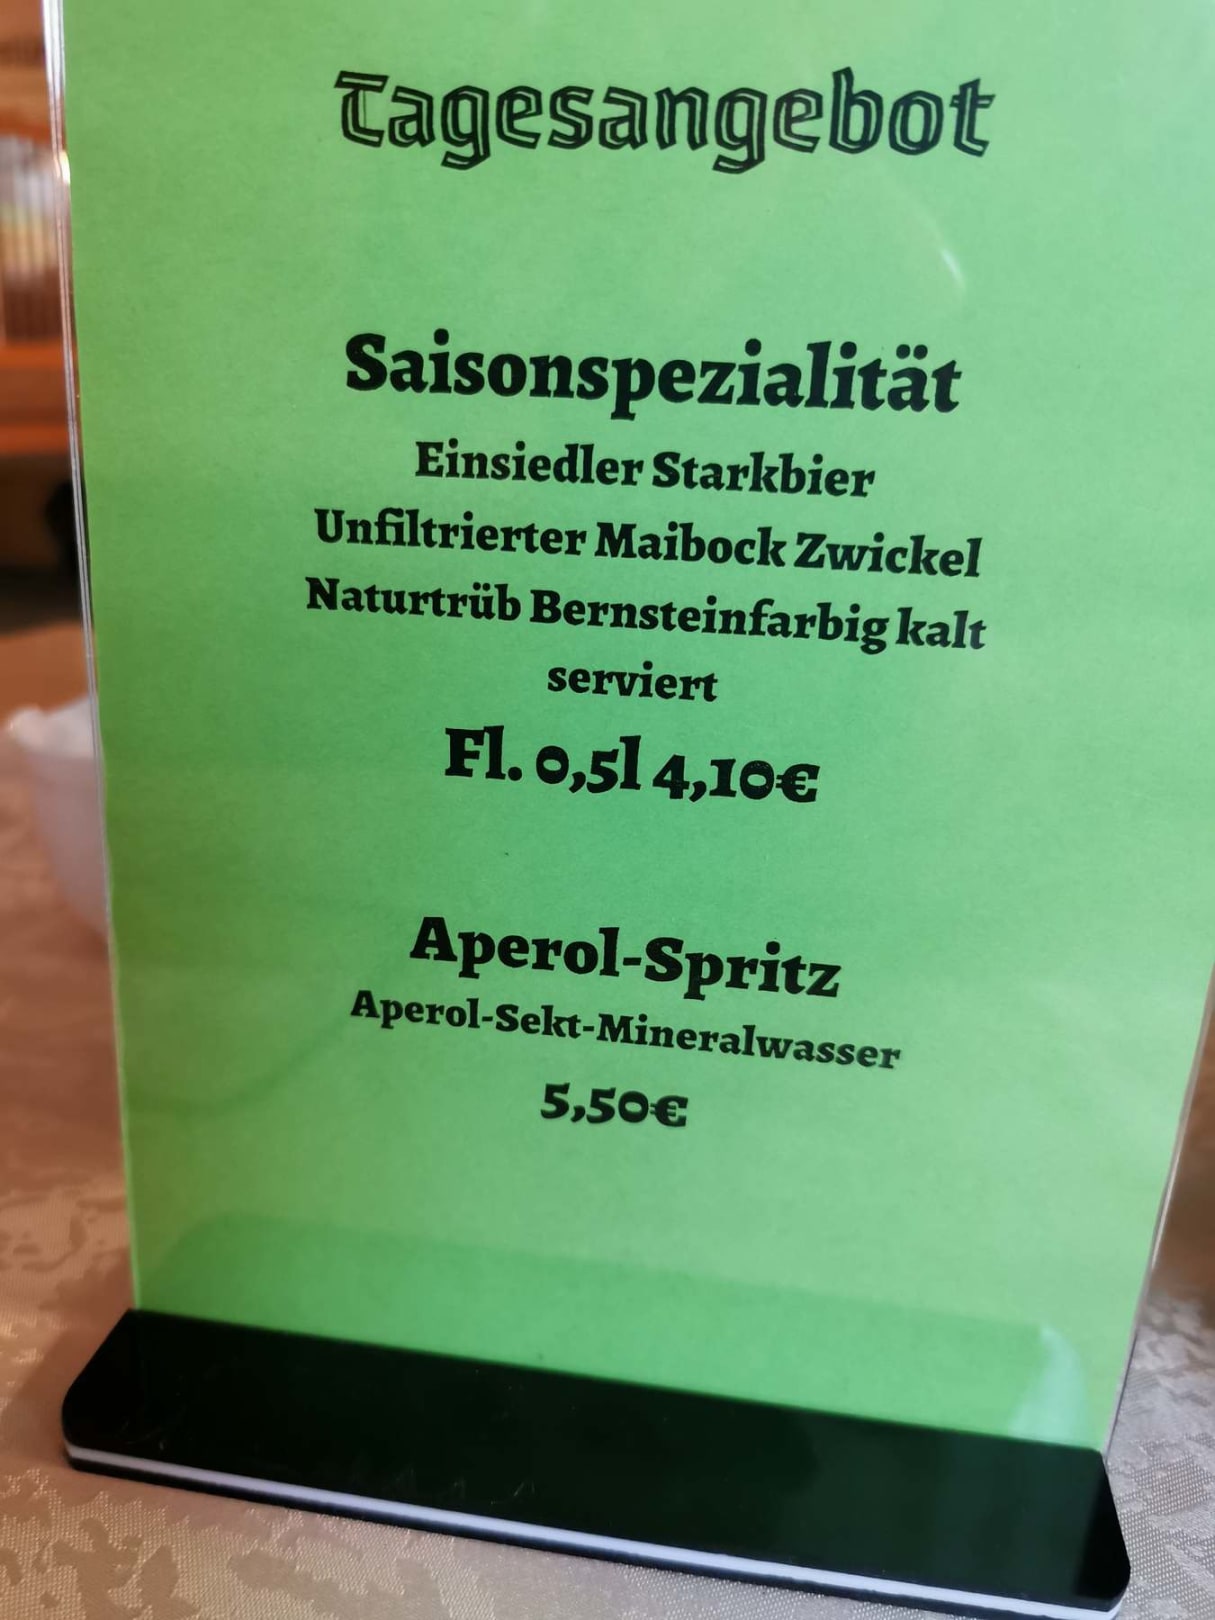 Tagesangebot
Saisonspezialität
Einsiedler Starkbier
Unfiltrierter Maibock Zwickel
Naturtrüb Bernsteinfarbig kalt
serviert
Fl. 0,5l 4,10€
Aperol-Spritz
Aperol-Sekt-Mineralwasser
5,50€